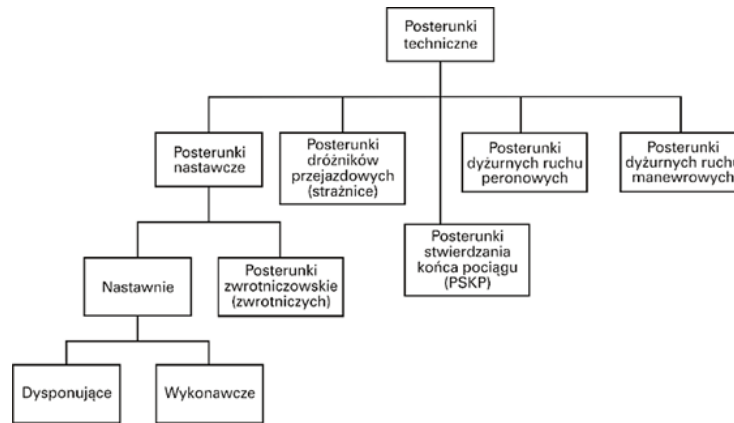 Posterunki
techniczne
Posterunki
nastawcze
Posterunki
dróżników
przejazdowych
(strażnice)
Posterunki
dyżurnych ruchu
peronowych
Posterunki
dyżurnych ruchu
manewrowych
Posterunki
stwierdzania
końca pociągu
(PSKP)
Nastawnie
Posterunki
zwrotniczowskie
(zwrotniczych)
Dysponujące
Wykonawcze